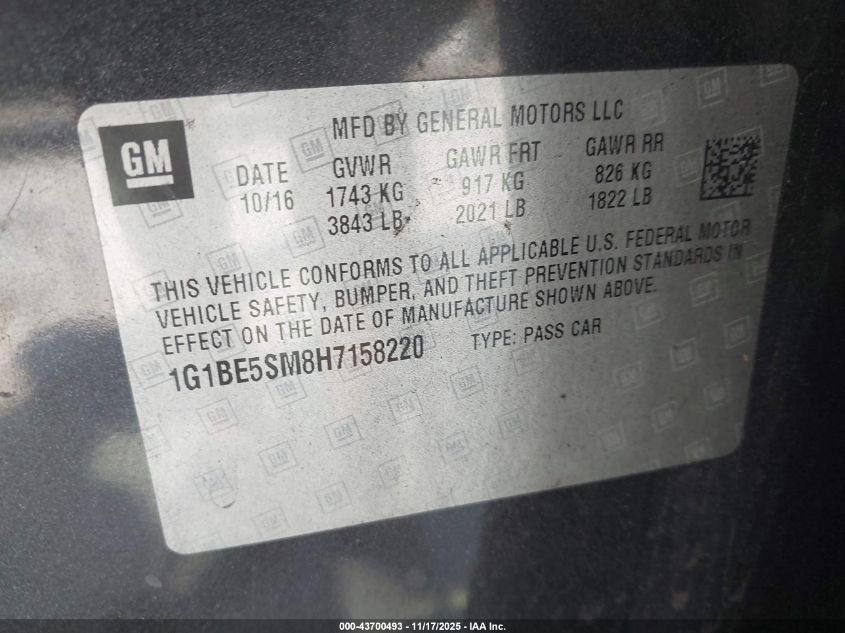 GM
MFD BY GENERAL MOTORS LLC
DATE GVWR GAWR FRT GAWR RR
10/16 1743 KG 917 KG 826 KG
3843 LB 2021 LB 1822 LB
THIS VEHICLE CONFORMS TO ALL APPLICABLE U.S. FEDERAL MOTOR
VEHICLE SAFETY, BUMPER, AND THEFT PREVENTION STANDARDS IN
EFFECT ON THE DATE OF MANUFACTURE SHOWN ABOVE.
1G1BE5SM8H7158220 TYPE: PASS CAR
000-43700493 - 11/17/2025 - IAA Inc.